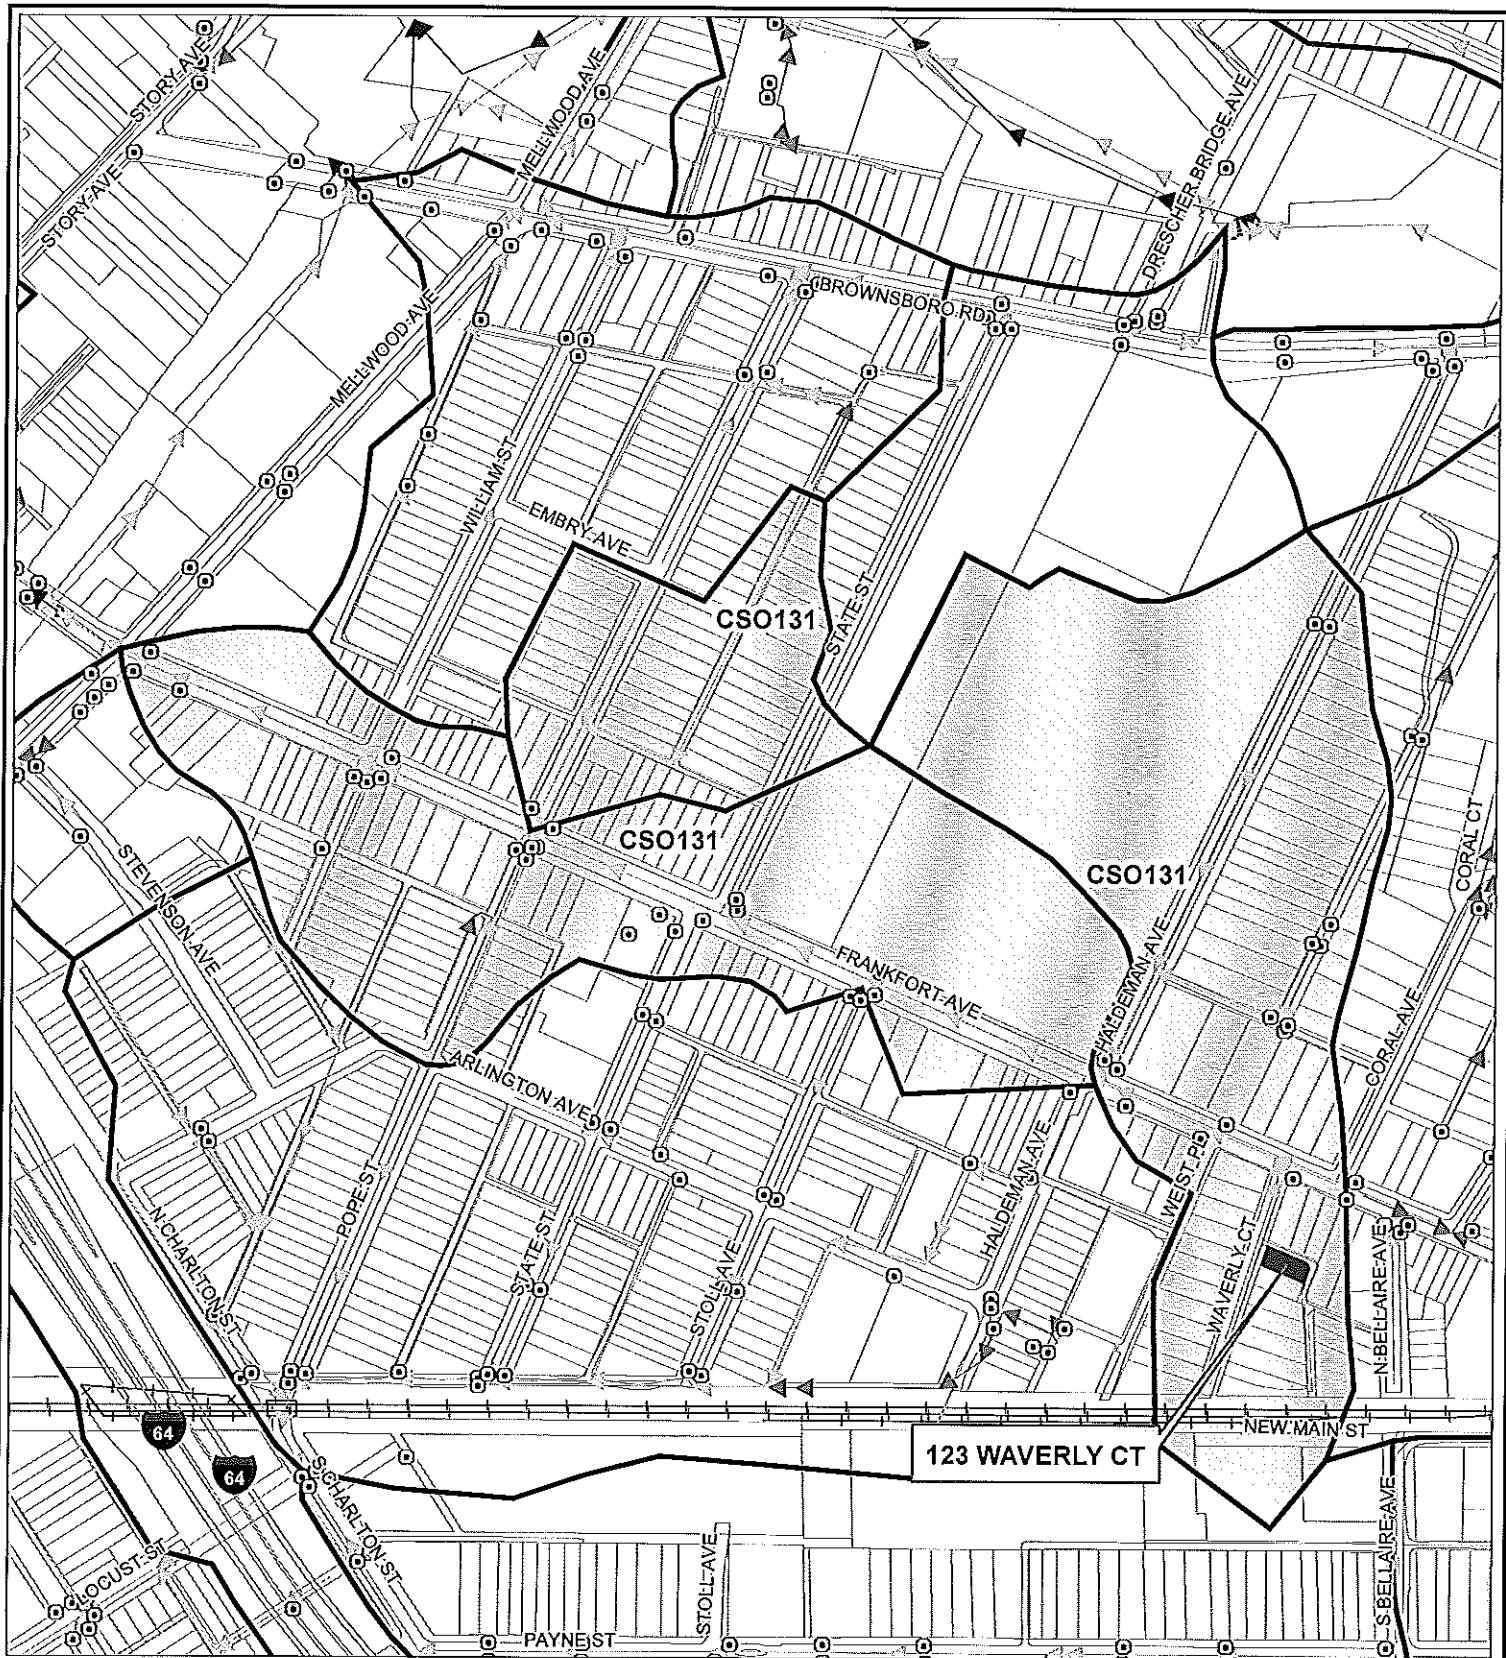 STORY AVE
MELLWOOD AVE
DRESCHER BRIDGE AVE
STORY AVE
BROWNSBORO RD
MELLWOOD AVE
WILLIAM ST
EMBRY AVE
CSO131
STATE ST
CSO131
CSO131
CORAL CT
STEVENSON AVE
FRANKFORT AVE
HALDEMAN AVE
CORAL AVE
ARLINGTON AVE
WEST PL
HALDEMAN AVE
POPE ST
N CHARLTON ST
STATE ST
STOLL AVE
WAVERLY CT
N BELLAIRE AVE
NEW MAIN ST
64
123 WAVERLY CT
64
S CHARLTON ST
S BELLAIRE AVE
LOCUST ST
STOLL AVE
PAYNE ST